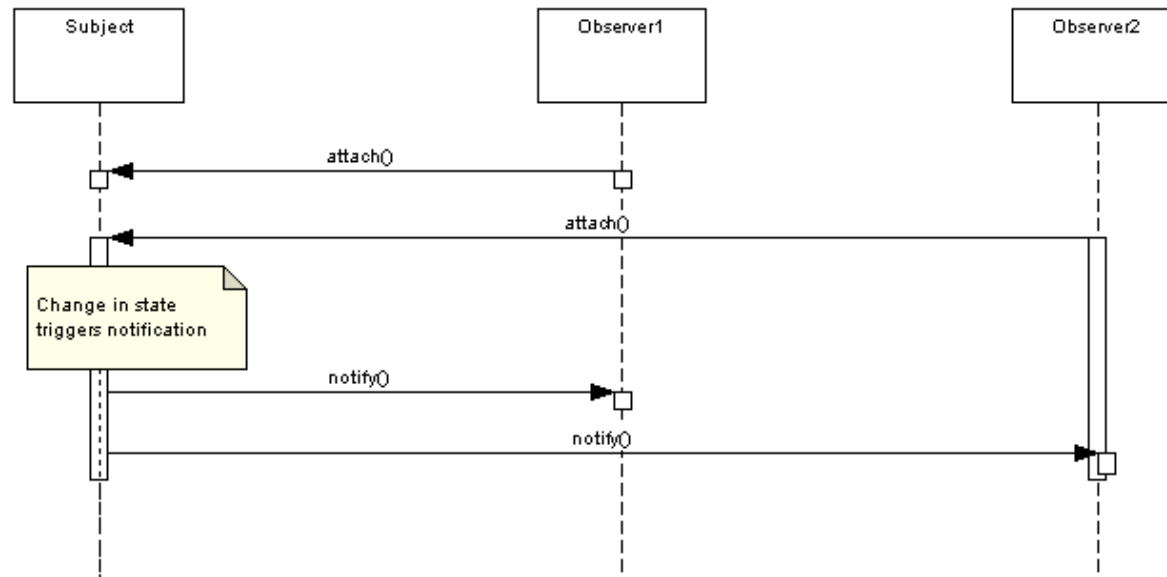 Subject
Observer1
Observer2
attach()
attach()
Change in state
triggers notification
notify()
notify()